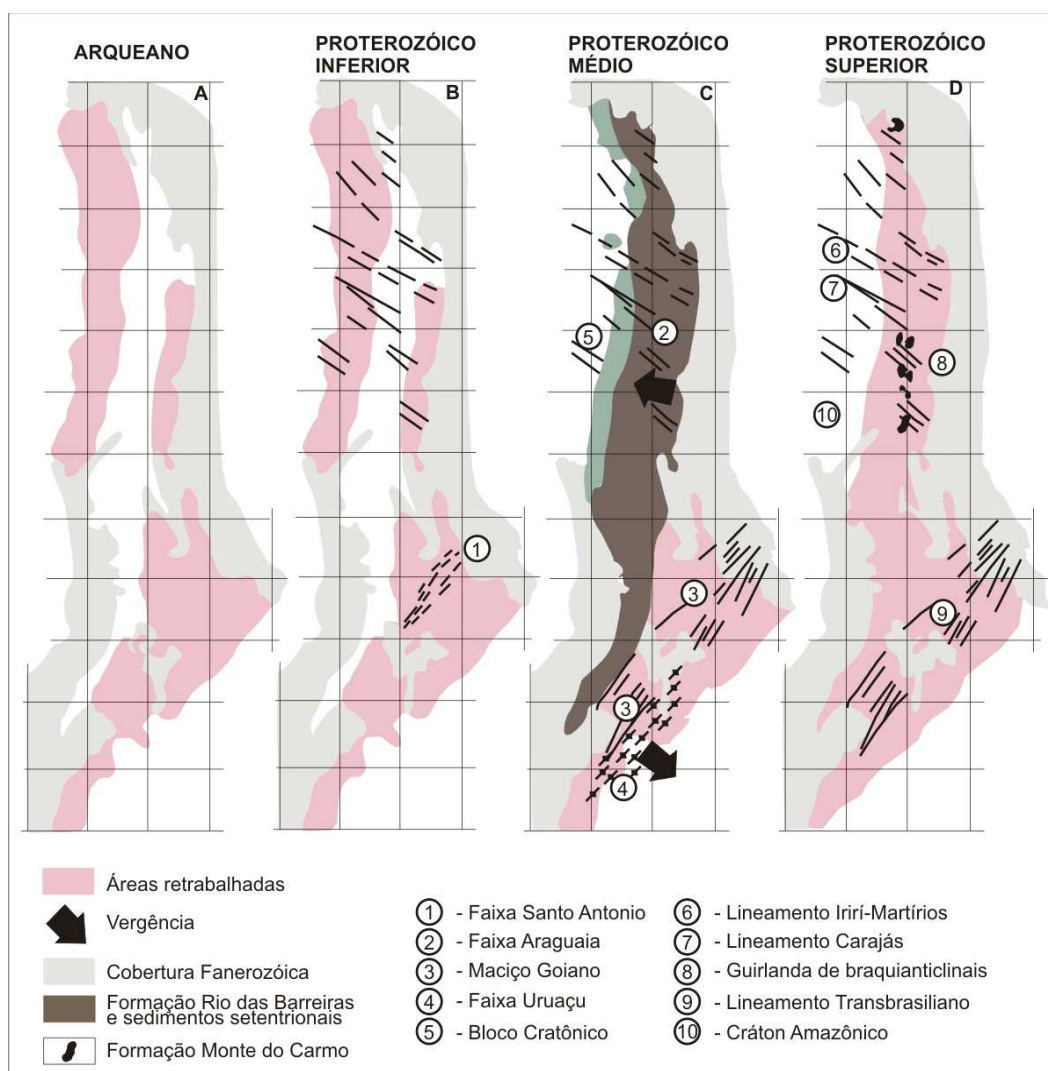 ARQUEANO
A
PROTEROZÓICO
INFERIOR
B
PROTEROZÓICO
MÉDIO
C
PROTEROZÓICO
SUPERIOR
D
1
5
2
3
3
4
6
7
8
10
9
Áreas retrabalhadas
Vergência
Cobertura Fanerozóica
Formação Rio das Barreiras
e sedimentos setentrionais
Formação Monte do Carmo
1 - Faixa Santo Antonio
2 - Faixa Araguaia
3 - Maciço Goiano
4 - Faixa Uruaçu
5 - Bloco Cratônico
6 - Lineamento Irirí-Martírios
7 - Lineamento Carajás
8 - Guirlanda de braquianticlinais
9 - Lineamento Transbrasiliano
10 - Cráton Amazônico